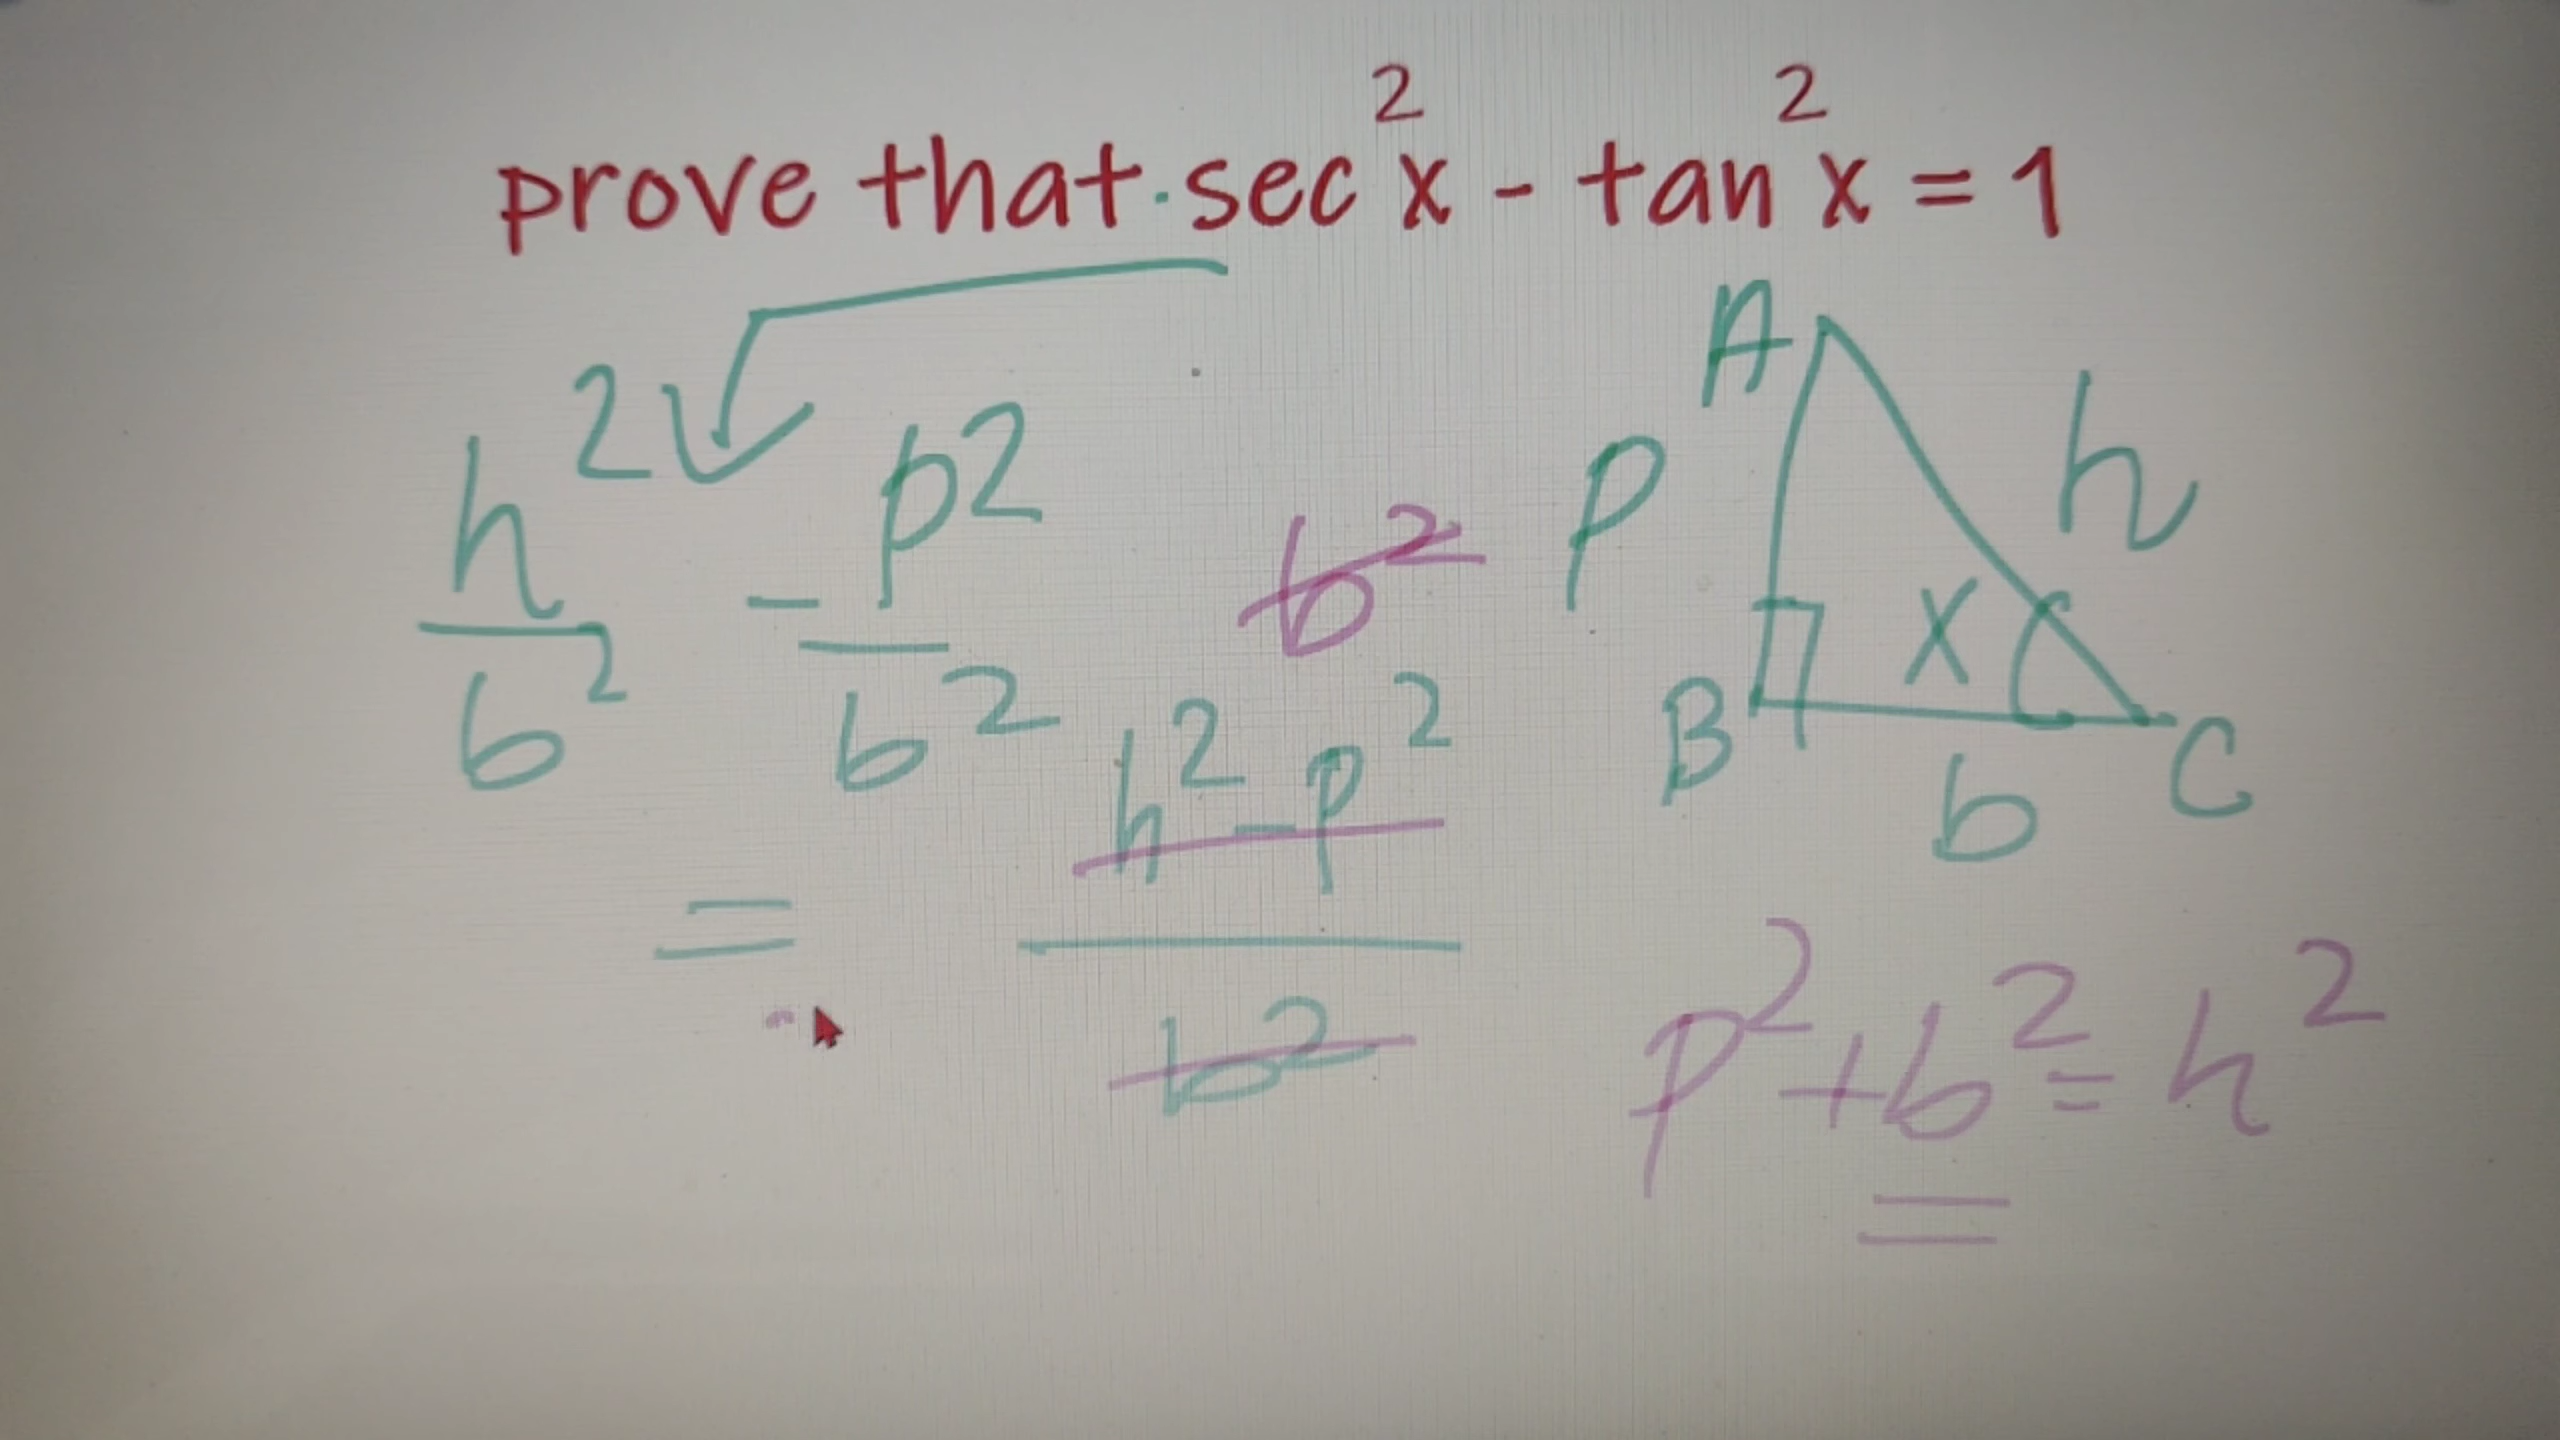 prove that sec²x - tan²x = 1
h²/b² - p²/b²
b²
= h² - p² / b²
A
P
h
X
B
b
C
p² + b² = h²
=